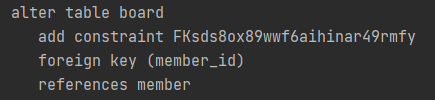 alter table board
add constraint FKsds8ox89wwf6aihinar49rmfy
foreign key (member_id)
references member